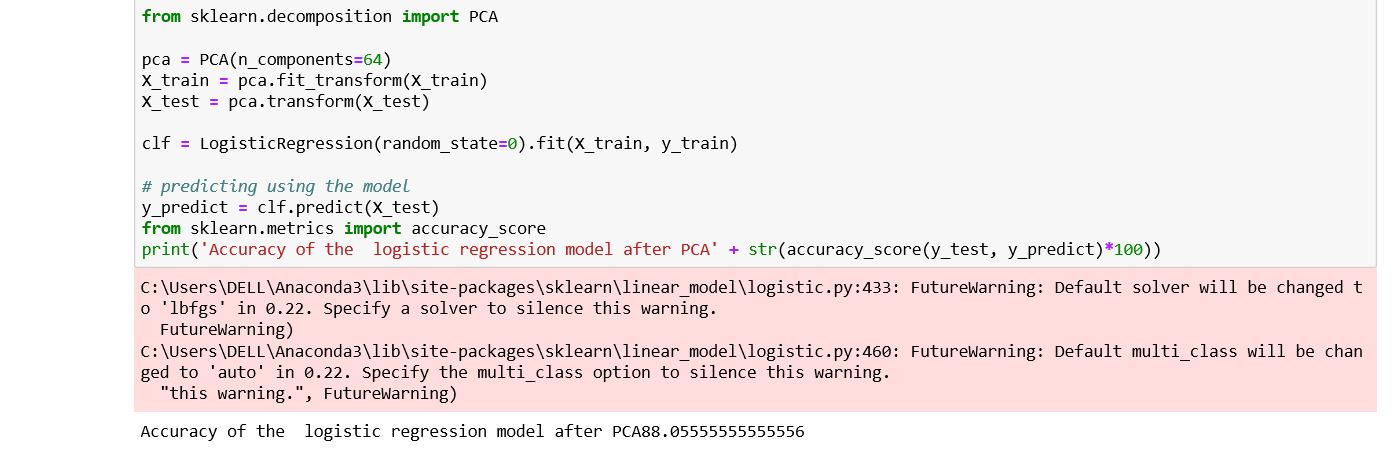 from sklearn.decomposition import PCA
pca = PCA(n_components=64)
X_train = pca.fit_transform(X_train)
X_test = pca.transform(X_test)
clf = LogisticRegression(random_state=0).fit(X_train, y_train)
# predicting using the model
y_predict = clf.predict(X_test)
from sklearn.metrics import accuracy_score
print('Accuracy of the  logistic regression model after PCA' + str(accuracy_score(y_test, y_predict)*100))
C:\Users\DELL\Anaconda3\lib\site-packages\sklearn\linear_model\logistic.py:433: FutureWarning: Default solver will be changed t
o 'lbfgs' in 0.22. Specify a solver to silence this warning.
  FutureWarning)
C:\Users\DELL\Anaconda3\lib\site-packages\sklearn\linear_model\logistic.py:460: FutureWarning: Default multi_class will be chan
ged to 'auto' in 0.22. Specify the multi_class option to silence this warning.
  "this warning.", FutureWarning)
Accuracy of the  logistic regression model after PCA88.05555555555556